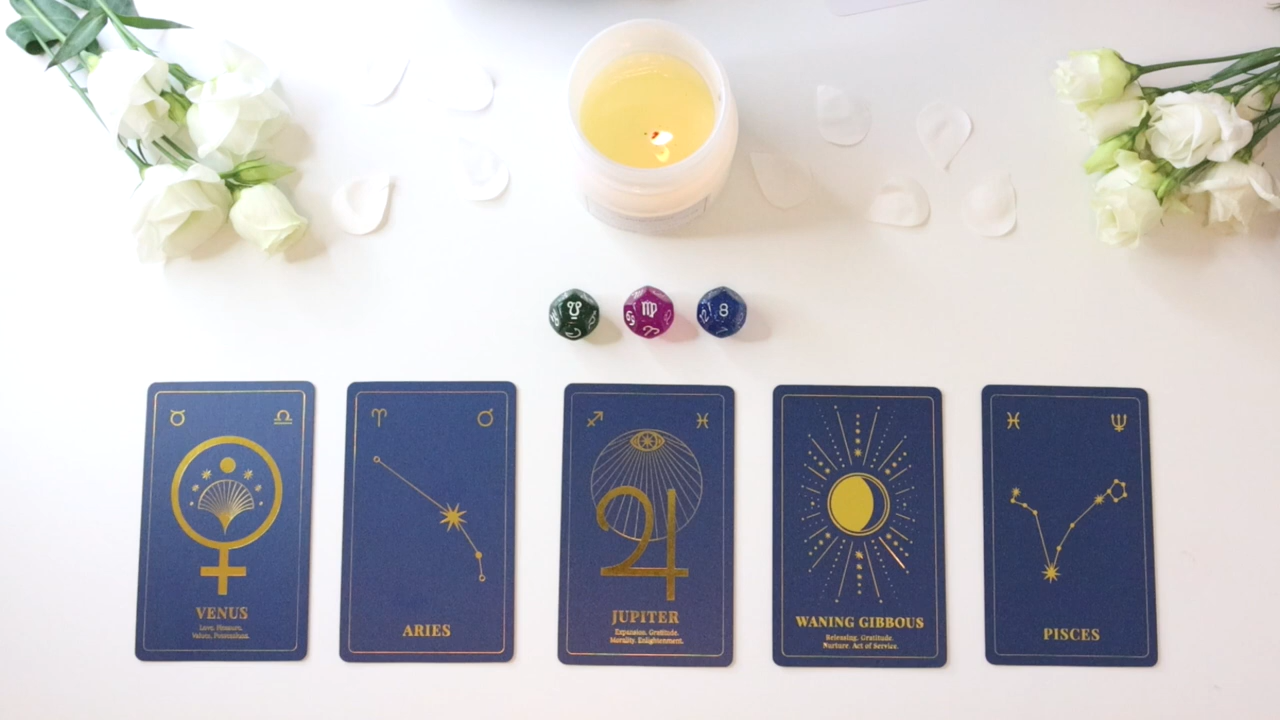 8
VENUS
Love. Pleasure.
Values. Possessions.
ARIES
JUPITER
Expansion. Gratitude.
Morality. Enlightenment.
WANING GIBBOUS
Releasing. Gratitude.
Nurture. Act of Service.
PISCES